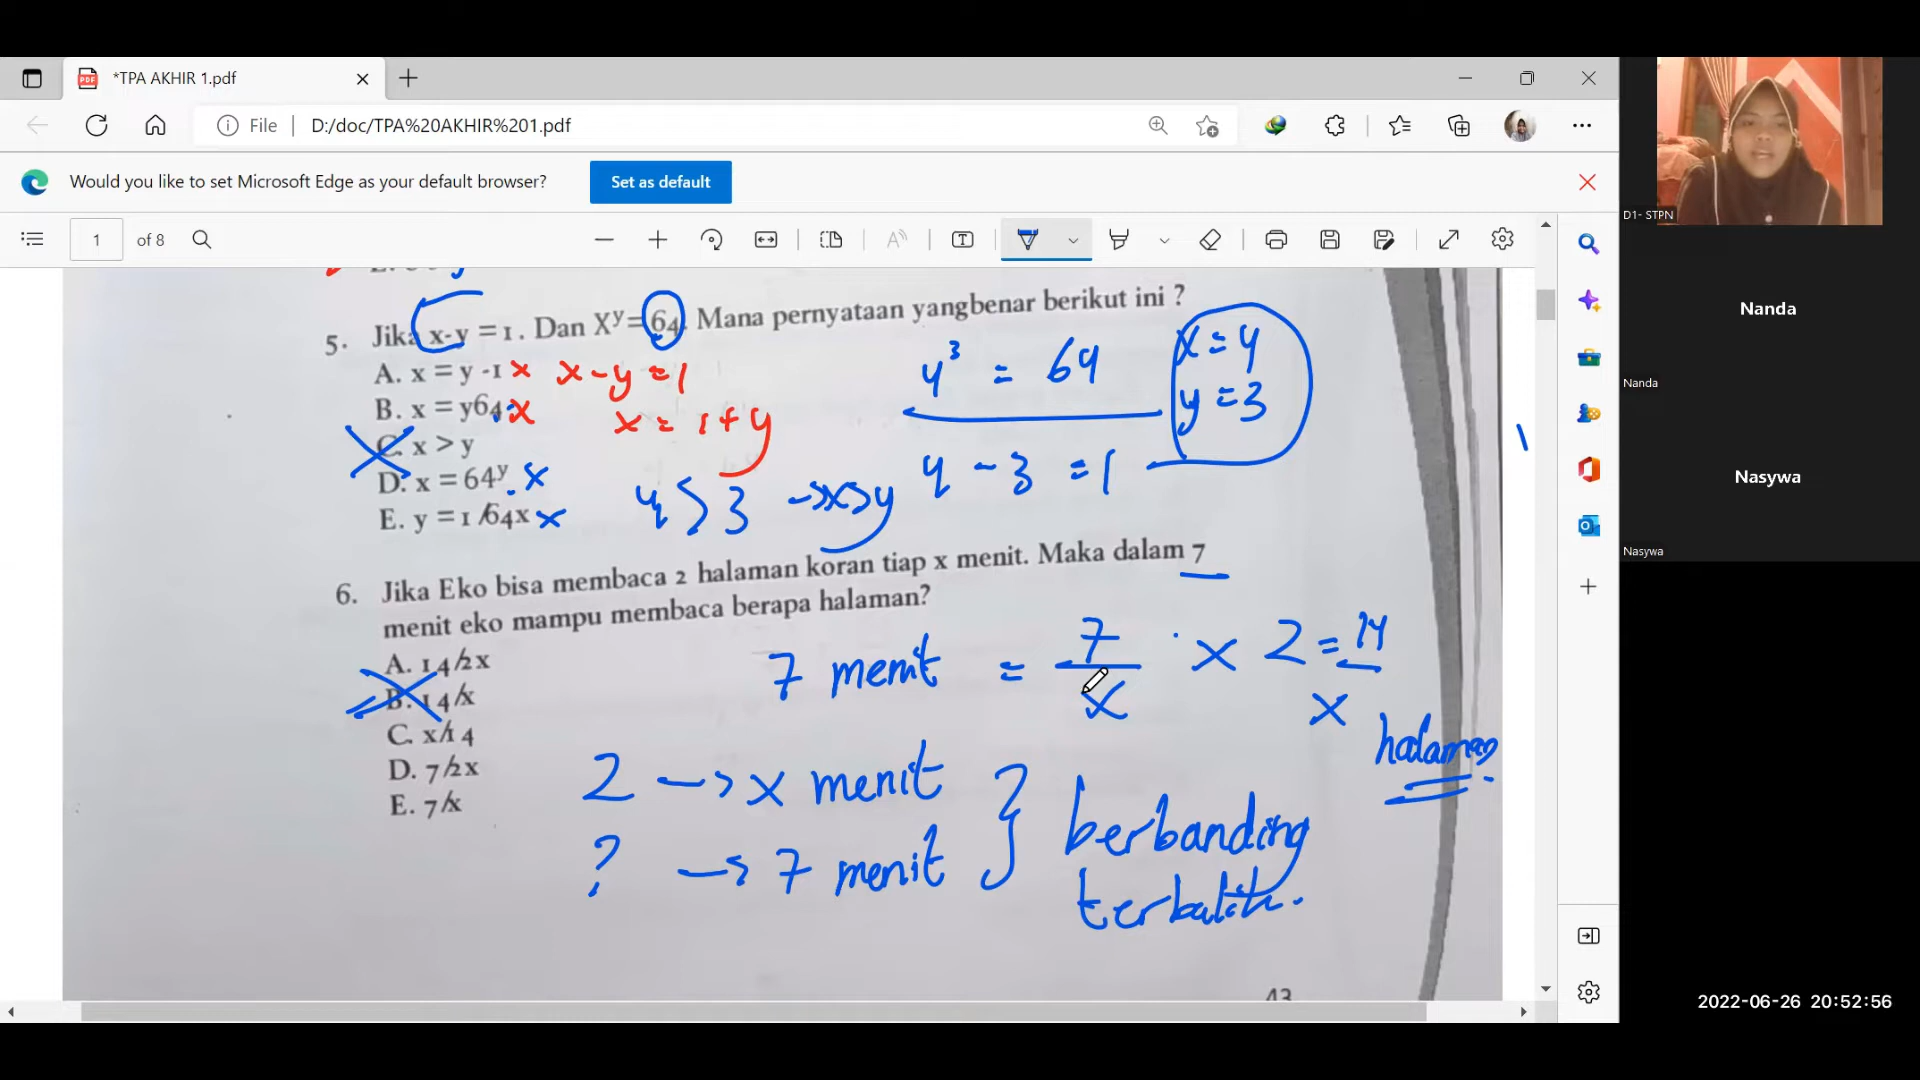 *TPA AKHIR 1.pdf
File D:/doc/TPA%20AKHIR%201.pdf
Would you like to set Microsoft Edge as your default browser? Set as default
1 of 8
5. Jika x-y = 1. Dan Xy= 64. Mana pernyataan yangbenar berikut ini ?
A. x = y -1 x x - y = 1
B. x = y64 x x = 1 + y
C. x > y
D. x = 64y x
E. y = 1/64x x
4³ = 64
x = 4
y = 3
4 - 3 = 1
4 > 3 → x > y
6. Jika Eko bisa membaca 2 halaman koran tiap x menit. Maka dalam 7
menit eko mampu membaca berapa halaman?
A. 14/2x
B. 14/x
C. x/14
D. 7/2x
E. 7/x
7 menit = 7/x x 2 = 14/x
halaman
2 → x menit
? → 7 menit
berbanding
terbalik.
43
D1- STPN
Nanda
Nanda
Nasywa
Nasywa
2022-06-26 20:52:56